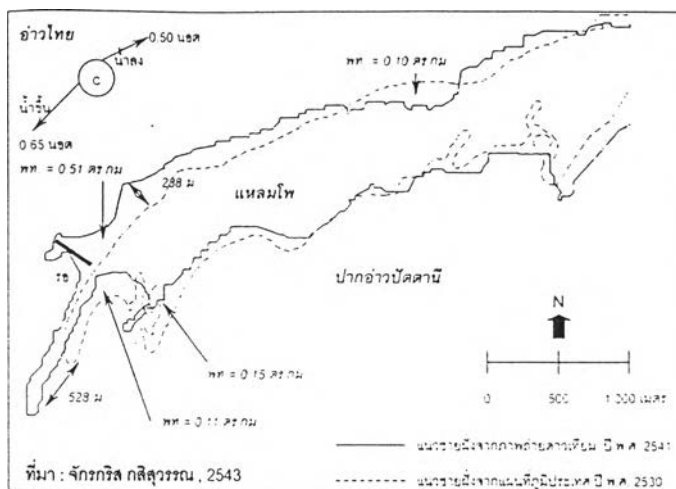 อ่าวไทย
0.50 นอต
น้ำลง
C
น้ำขึ้น
0.65 นอต
พท = 0.10 ตร.กม
พท = 0.51 ตร.กม
288 ม
แหลมโพ
รอ
ปากอ่าวปัตตานี
N
พท = 0.15 ตร.กม
528 ม
พท = 0.11 ตร.กม
0 500 1,000 เมตร
แนวชายฝั่งจากภาพถ่ายดาวเทียม ปี พ.ศ. 2541
แนวชายฝั่งจากแผนที่ภูมิประเทศ ปี พ.ศ. 2530
ที่มา : จักรกริส กสิสุวรรณ , 2543